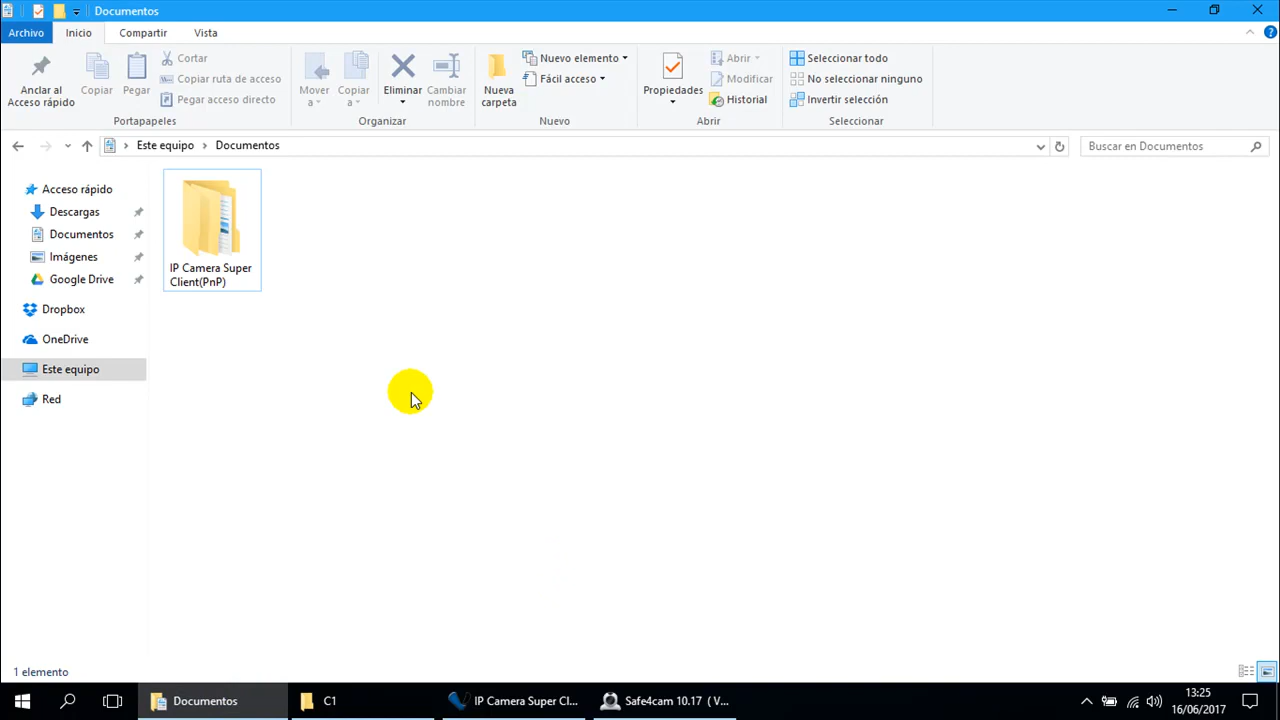 Documentos
Archivo
Inicio
Compartir
Vista
Anclar al
Acceso rápido
Copiar
Pegar
Cortar
Copiar ruta de acceso
Pegar acceso directo
Portapapeles
Mover
a
Copiar
a
Eliminar
Cambiar
nombre
Organizar
Nueva
carpeta
Nuevo elemento
Fácil acceso
Nuevo
Propiedades
Abrir
Modificar
Historial
Abrir
Seleccionar todo
No seleccionar ninguno
Invertir selección
Seleccionar
Este equipo > Documentos
Buscar en Documentos
Acceso rápido
Descargas
Documentos
Imágenes
Google Drive
Dropbox
OneDrive
Este equipo
Red
IP Camera Super
Client(PnP)
1 elemento
Documentos
C1
IP Camera Super Cl...
Safe4cam 10.17 ( V...
13:25
16/06/2017